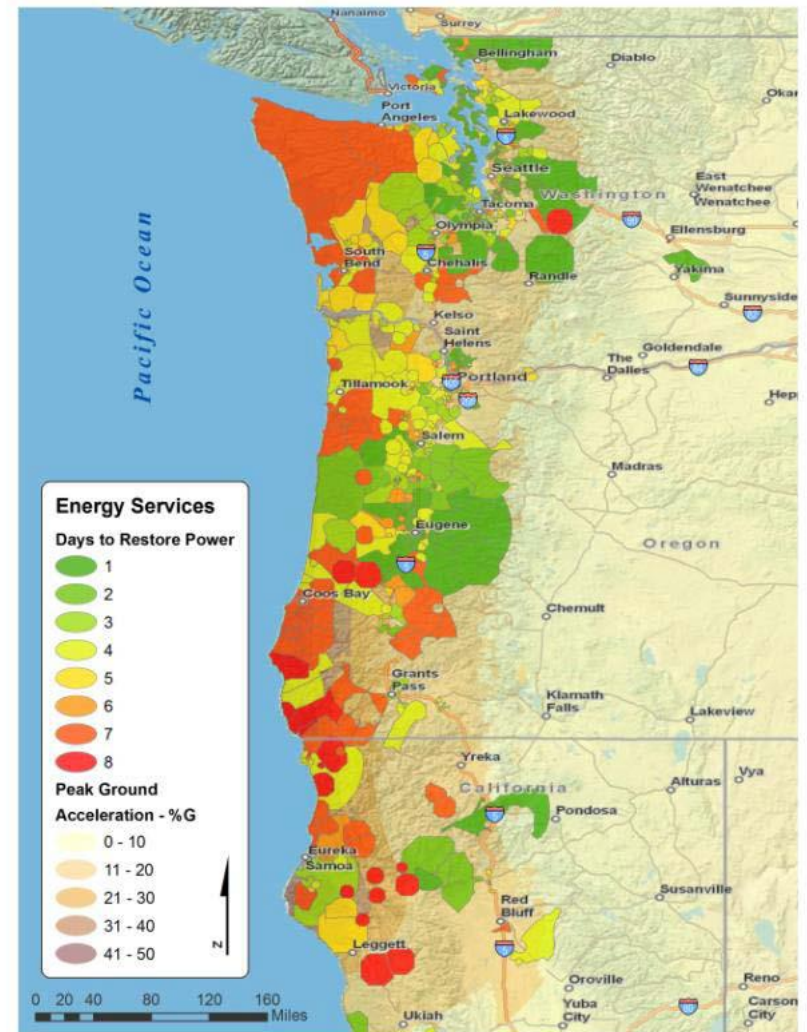 Nanaimo
Surrey
Bellingham
Diablo
Victoria
Port
Angeles
Lakewood
Seattle
Washington
East
Wenatchee
Wenatchee
Tacoma
Olympia
Ellensburg
South
Bend
Chehalis
Randle
Yakima
Sunnyside
Kelso
Saint
Helens
Goldendale
The
Dalles
Portland
Tillamook
Salem
Madras
Pacific Ocean
Eugene
Oregon
Coos Bay
Chemult
Grants
Pass
Klamath
Falls
Lakeview
Yreka
California
Alturas
Vya
Pondosa
Eureka
Samoa
Susanville
Red
Bluff
Leggett
Oroville
Reno
Yuba
City
Carson
City
Ukiah
Energy Services
Days to Restore Power
1
2
3
4
5
6
7
8
Peak Ground
Acceleration - %G
0 - 10
11 - 20
21 - 30
31 - 40
41 - 50
N
0 20 40 80 120 160
Miles